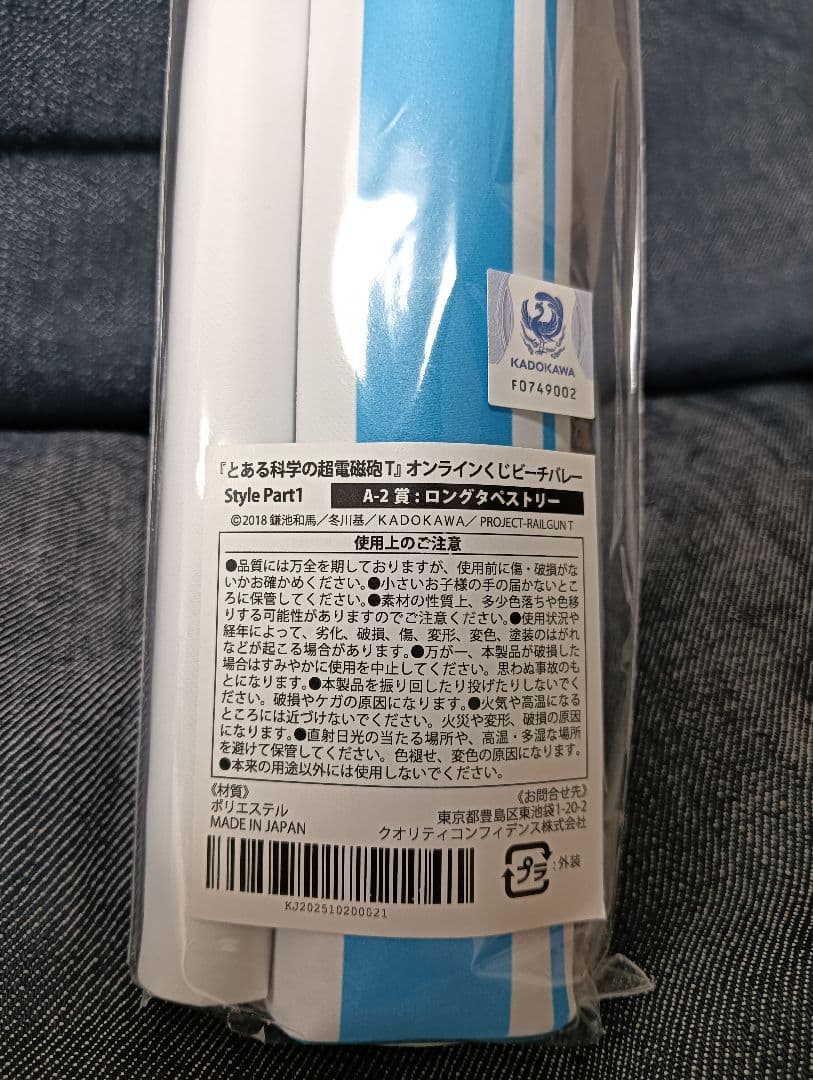 KADOKAWA
F0749002
『とある科学の超電磁砲T』オンラインくじビーチバレー
Style Part1 A-2 賞：ロングタペストリー
©2018 鎌池和馬／冬川基／KADOKAWA／PROJECT-RAILGUN T
使用上のご注意
●品質には万全を期しておりますが、使用前に傷・破損がな
いかお確かめください。●小さいお子様の手の届かないとこ
ろに保管してください。●素材の性質上、多少色落ちや色移
りする可能性がありますのでご注意ください。●使用状況や
経年によって、劣化、破損、傷、変形、変色、塗装のはがれ
などが起こる場合があります。●万が一、本製品が破損した
場合はすみやかに使用を中止してください。思わぬ事故のも
とになります。●本製品を振り回したり投げたりしないでく
ださい。破損やケガの原因になります。●火気や高温になる
ところには近づけないでください。火災や変形、破損の原因
になります。●直射日光の当たる場所や、高温・多湿な場所
を避けて保管してください。色褪せ、変色の原因になります。
●本来の用途以外には使用しないでください。
《材質》
ポリエステル
MADE IN JAPAN
《お問合せ先》
東京都豊島区東池袋1-20-2
クオリティコンフィデンス株式会社
KJ202510200021
プラ：外装